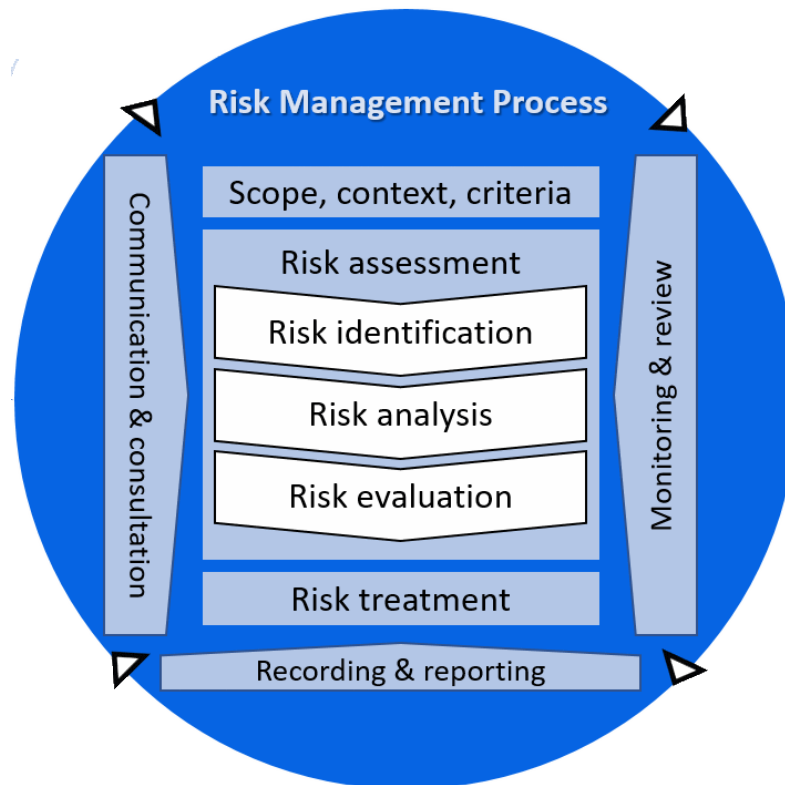 Risk Management Process
Scope, context, criteria
Communication & consultation
Risk assessment
Risk identification
Risk analysis
Risk evaluation
Monitoring & review
Risk treatment
Recording & reporting